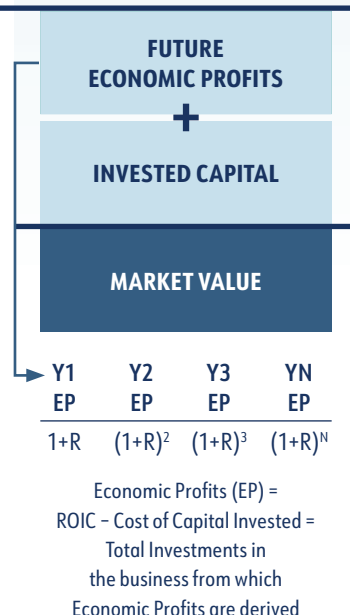 FUTURE
ECONOMIC PROFITS
+
INVESTED CAPITAL
MARKET VALUE
Y1 Y2 Y3 YN
EP EP EP EP
1+R (1+R)² (1+R)³ (1+R)ᴺ
Economic Profits (EP) =
ROIC – Cost of Capital Invested =
Total Investments in
the business from which
Economic Profits are derived